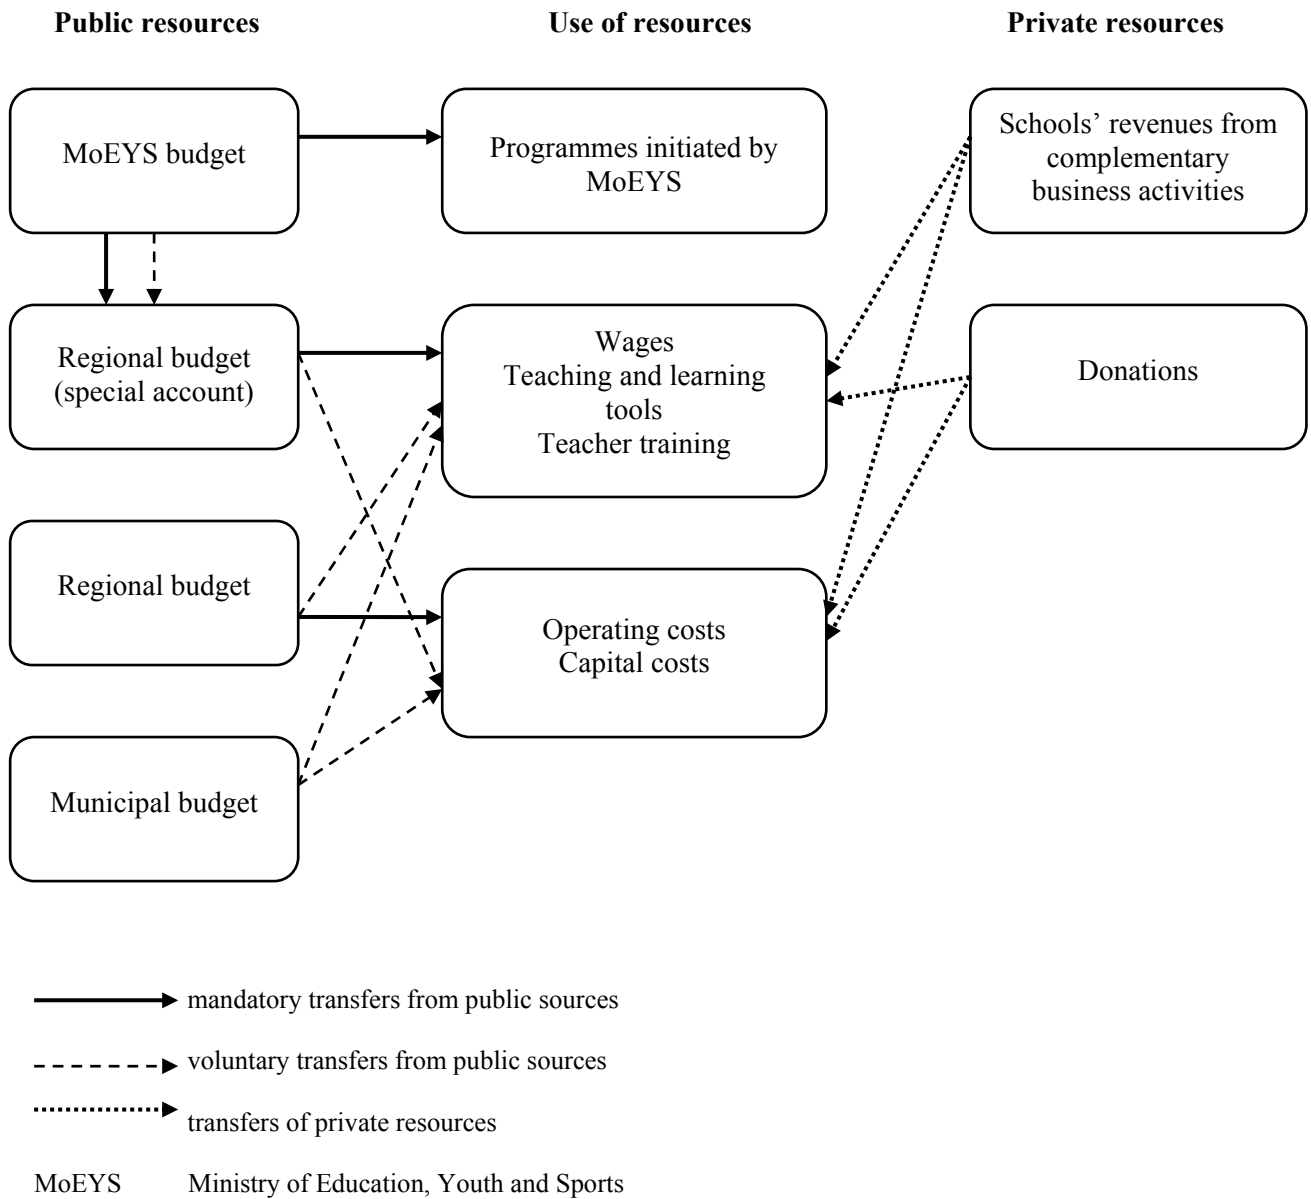 Public resources
Use of resources
Private resources
MoEYS budget
Programmes initiated by
MoEYS
Schools’ revenues from
complementary
business activities
Regional budget
(special account)
Wages
Teaching and learning
tools
Teacher training
Donations
Regional budget
Operating costs
Capital costs
Municipal budget
mandatory transfers from public sources
voluntary transfers from public sources
transfers of private resources
MoEYS Ministry of Education, Youth and Sports